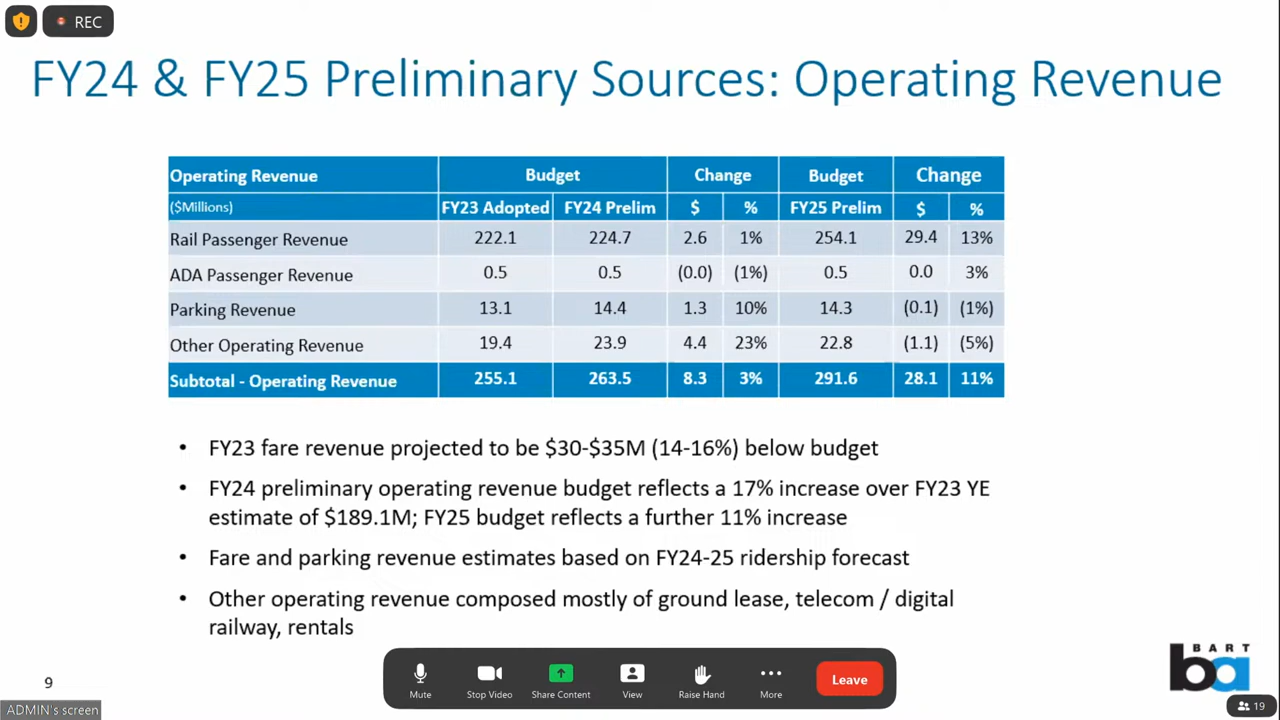 REC
FY24 & FY25 Preliminary Sources: Operating Revenue
Operating Revenue Budget Change Budget Change
($Millions) FY23 Adopted FY24 Prelim $ % FY25 Prelim $ %
Rail Passenger Revenue 222.1 224.7 2.6 1% 254.1 29.4 13%
ADA Passenger Revenue 0.5 0.5 (0.0) (1%) 0.5 0.0 3%
Parking Revenue 13.1 14.4 1.3 10% 14.3 (0.1) (1%)
Other Operating Revenue 19.4 23.9 4.4 23% 22.8 (1.1) (5%)
Subtotal - Operating Revenue 255.1 263.5 8.3 3% 291.6 28.1 11%
• FY23 fare revenue projected to be $30-$35M (14-16%) below budget
• FY24 preliminary operating revenue budget reflects a 17% increase over FY23 YE
estimate of $189.1M; FY25 budget reflects a further 11% increase
• Fare and parking revenue estimates based on FY24-25 ridership forecast
• Other operating revenue composed mostly of ground lease, telecom / digital
railway, rentals
BART
ba
9
Mute Stop Video Share Content View Raise Hand More Leave
ADMIN's screen
19